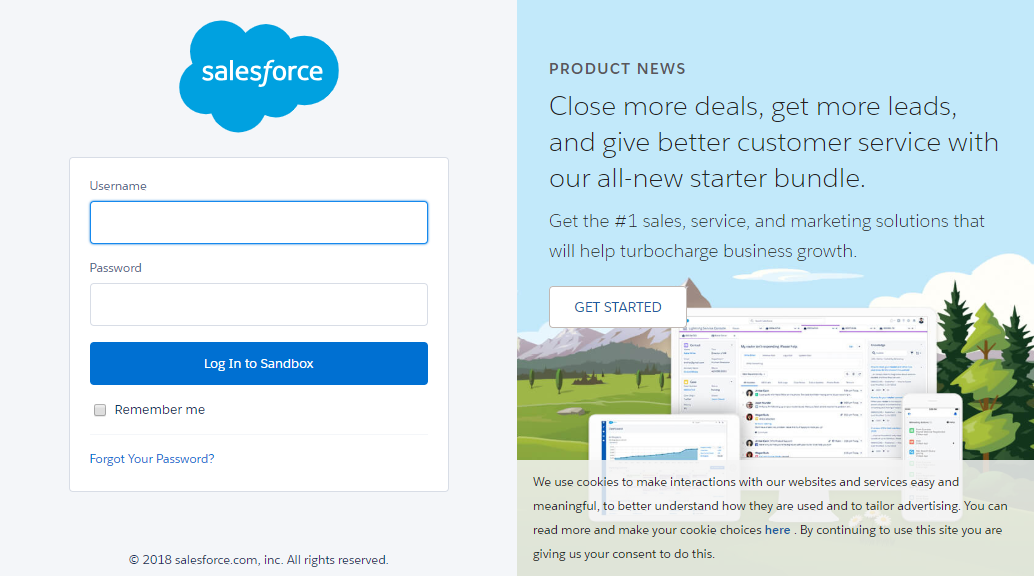 salesforce
Username
Password
Log In to Sandbox
Remember me
Forgot Your Password?
© 2018 salesforce.com, inc. All rights reserved.
PRODUCT NEWS
Close more deals, get more leads,
and give better customer service with
our all-new starter bundle.
Get the #1 sales, service, and marketing solutions that
will help turbocharge business growth.
GET STARTED
We use cookies to make interactions with our websites and services easy and
meaningful, to better understand how they are used and to tailor advertising. You can
read more and make your cookie choices here . By continuing to use this site you are
giving us your consent to do this.